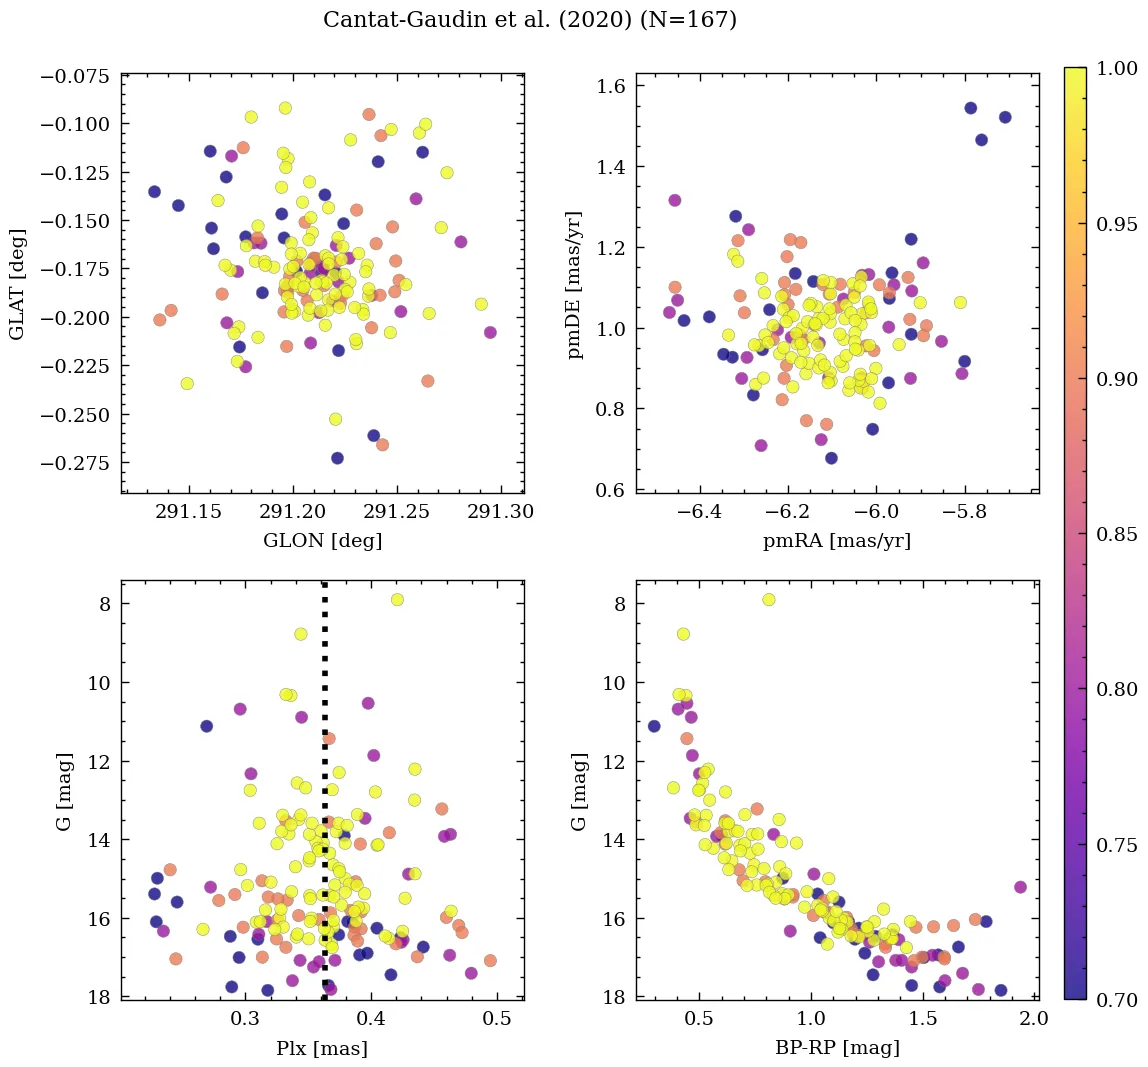 Cantat-Gaudin et al. (2020) (N=167)
−0.075
−0.100
−0.125
−0.150
−0.175
−0.200
−0.225
−0.250
−0.275
GLAT [deg]
291.15 291.20 291.25 291.30
GLON [deg]
1.6
1.4
1.2
1.0
0.8
0.6
pmDE [mas/yr]
−6.4 −6.2 −6.0 −5.8
pmRA [mas/yr]
8
10
12
14
16
18
G [mag]
0.3 0.4 0.5
Plx [mas]
8
10
12
14
16
18
G [mag]
0.5 1.0 1.5 2.0
BP-RP [mag]
1.00
0.95
0.90
0.85
0.80
0.75
0.70